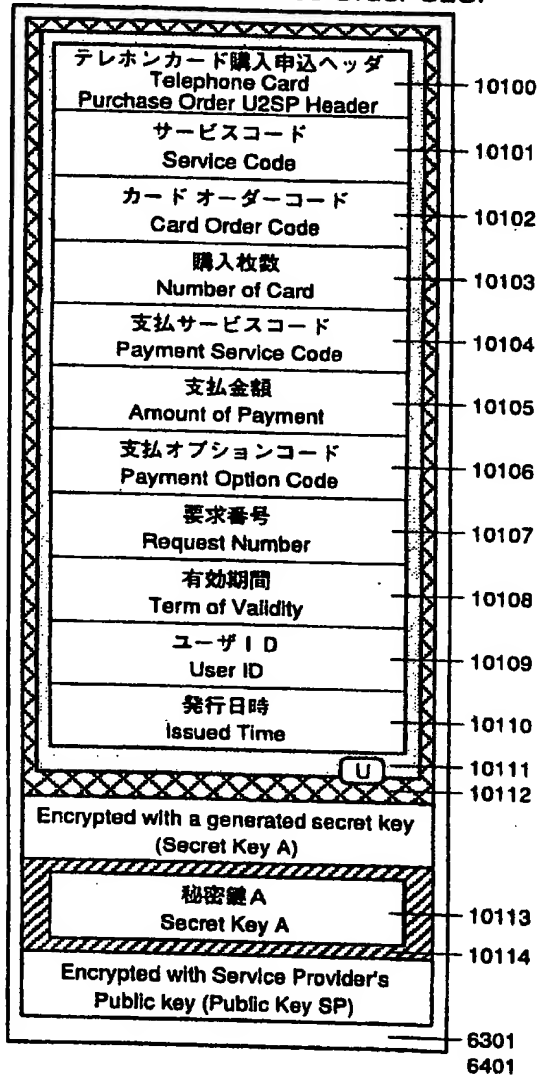 テレホンカード購入申込ヘッダ
Telephone Card
Purchase Order U2SP Header
10100
サービスコード
Service Code
10101
カード オーダーコード
Card Order Code
10102
購入枚数
Number of Card
10103
支払サービスコード
Payment Service Code
10104
支払金額
Amount of Payment
10105
支払オプションコード
Payment Option Code
10106
要求番号
Request Number
10107
有効期間
Term of Validity
10108
ユーザID
User ID
10109
発行日時
Issued Time
10110
U
10111
10112
Encrypted with a generated secret key
(Secret Key A)
秘密鍵A
Secret Key A
10113
10114
Encrypted with Service Provider's
Public key (Public Key SP)
6301
6401